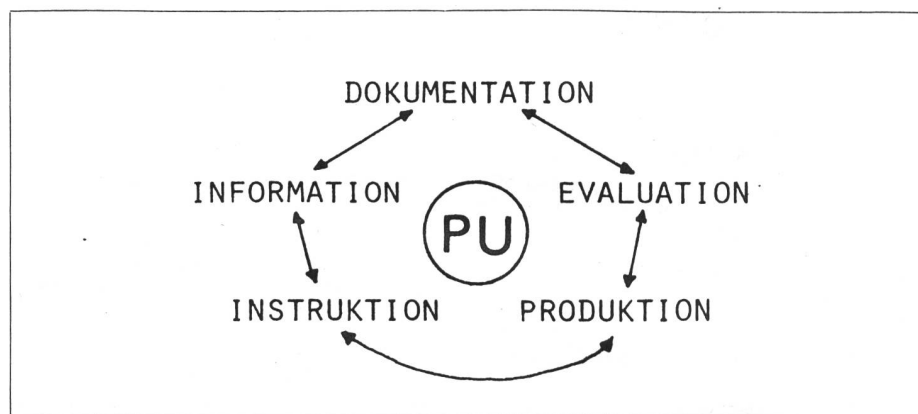 DOKUMENTATION
INFORMATION EVALUATION
PU
INSTRUKTION PRODUKTION